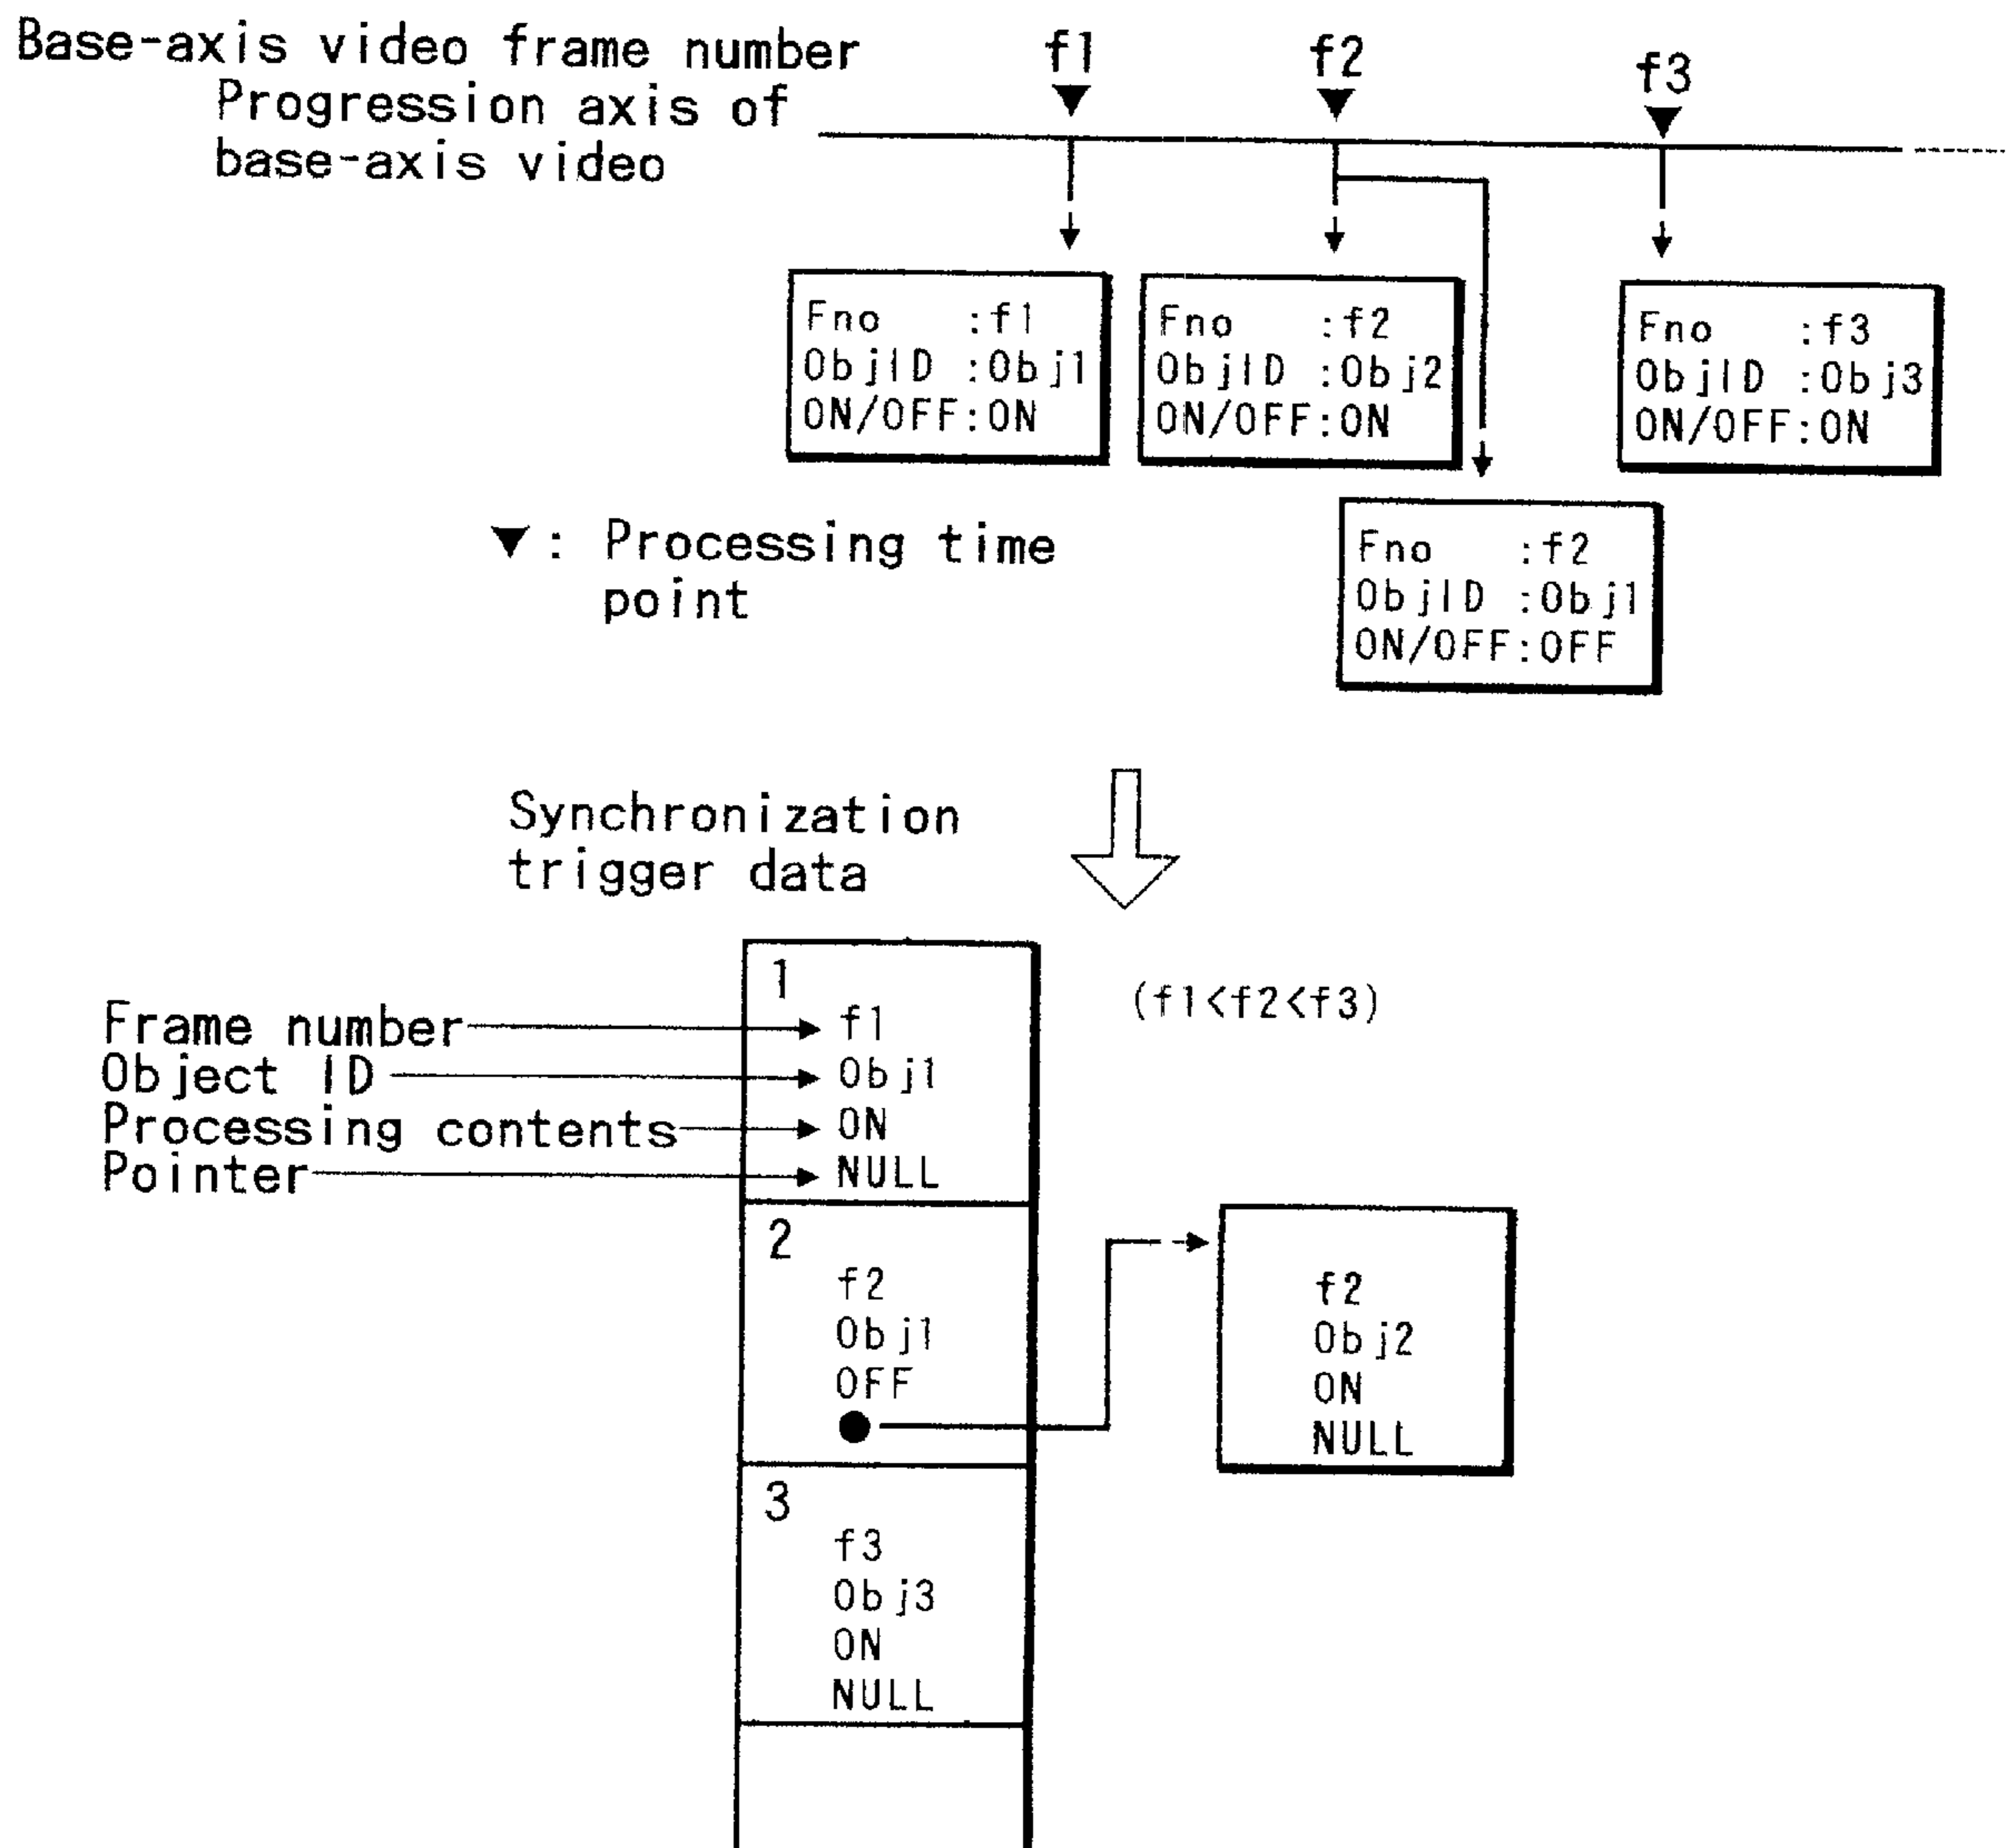 Base-axis video frame number
Progression axis of
base-axis video
f1
f2
f3
Fno :f1
ObjID :Obj1
ON/OFF:ON
Fno :f2
ObjID :Obj2
ON/OFF:ON
Fno :f3
ObjID :Obj3
ON/OFF:ON
Fno :f2
ObjID :Obj1
ON/OFF:OFF
▼: Processing time
point
Synchronization
trigger data
(f1<f2<f3)
Frame number
Object ID
Processing contents
Pointer
1
f1
Obj1
ON
NULL
2
f2
Obj1
OFF
f2
Obj2
ON
NULL
3
f3
Obj3
ON
NULL